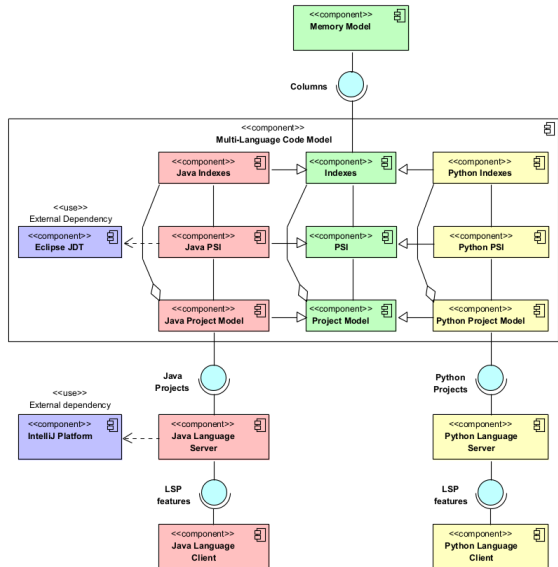 <<component>>
Memory Model
Columns
<<component>>
Multi-Language Code Model
<<component>>
Java Indexes
<<component>>
Indexes
<<component>>
Python Indexes
<<use>>
External Dependency
<<component>>
Eclipse JDT
<<component>>
Java PSI
<<component>>
PSI
<<component>>
Python PSI
<<component>>
Java Project Model
<<component>>
Project Model
<<component>>
Python Project Model
Java
Projects
Python
Projects
<<use>>
External dependency
<<component>>
IntelliJ Platform
<<component>>
Java Language
Server
<<component>>
Python Language
Server
LSP
features
LSP
features
<<component>>
Java Language
Client
<<component>>
Python Language
Client